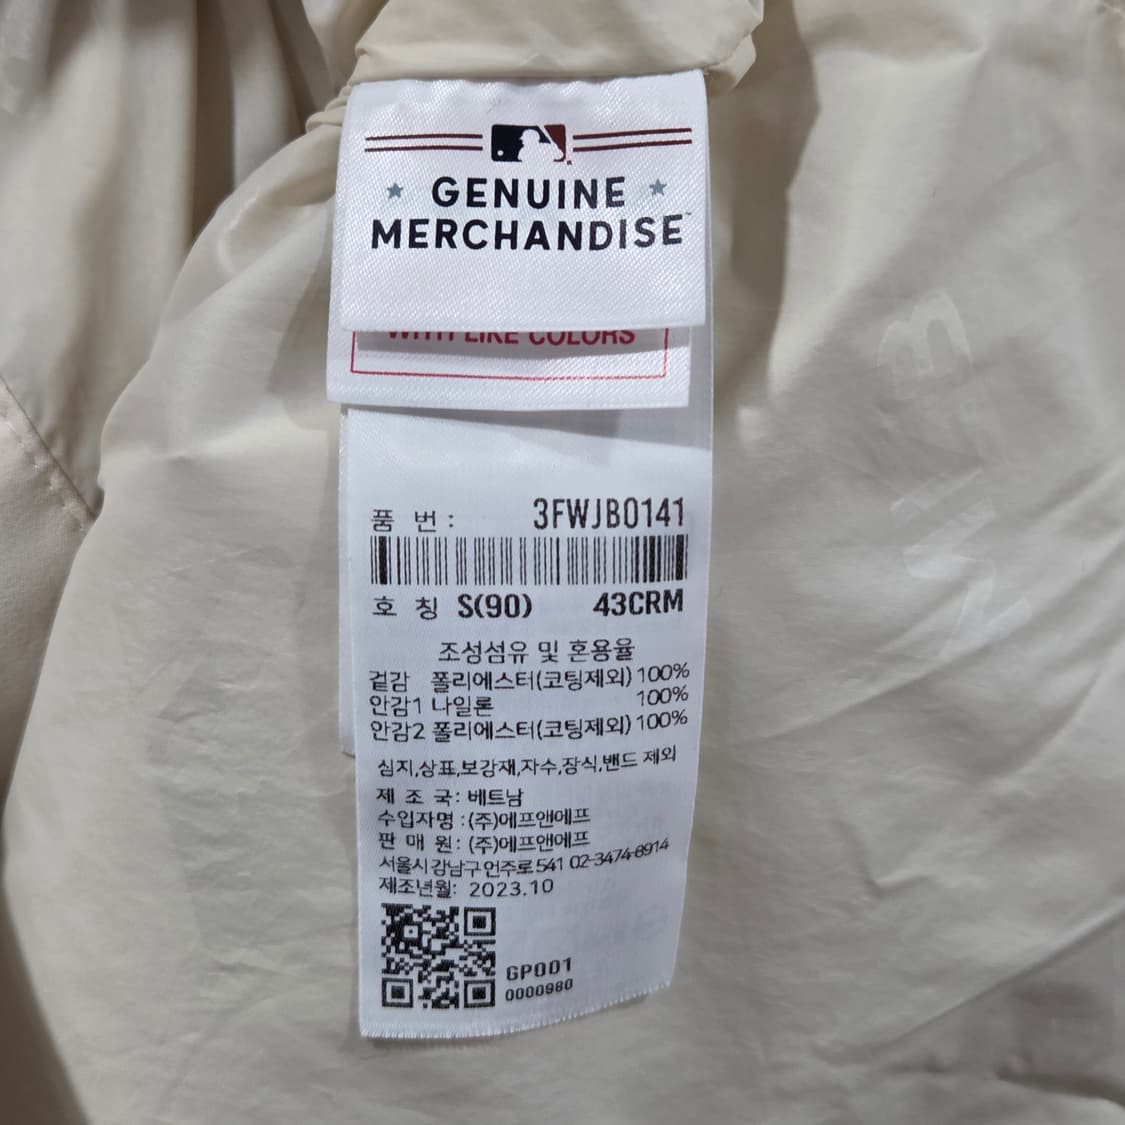 GENUINE
MERCHANDISE™
WITH LIKE COLORS
품 번 : 3FWJB0141
호 칭 S(90) 43CRM
조성섬유 및 혼용율
겉감 폴리에스터(코팅제외) 100%
안감1 나일론 100%
안감2 폴리에스터(코팅제외) 100%
심지,상표,보강재,자수,장식,밴드 제외
제 조 국 : 베트남
수입자명 : (주)에프앤에프
판 매 원 : (주)에프앤에프
서울시 강남구 언주로 541 02-3474-8914
제조년월: 2023.10
GP001
0000980